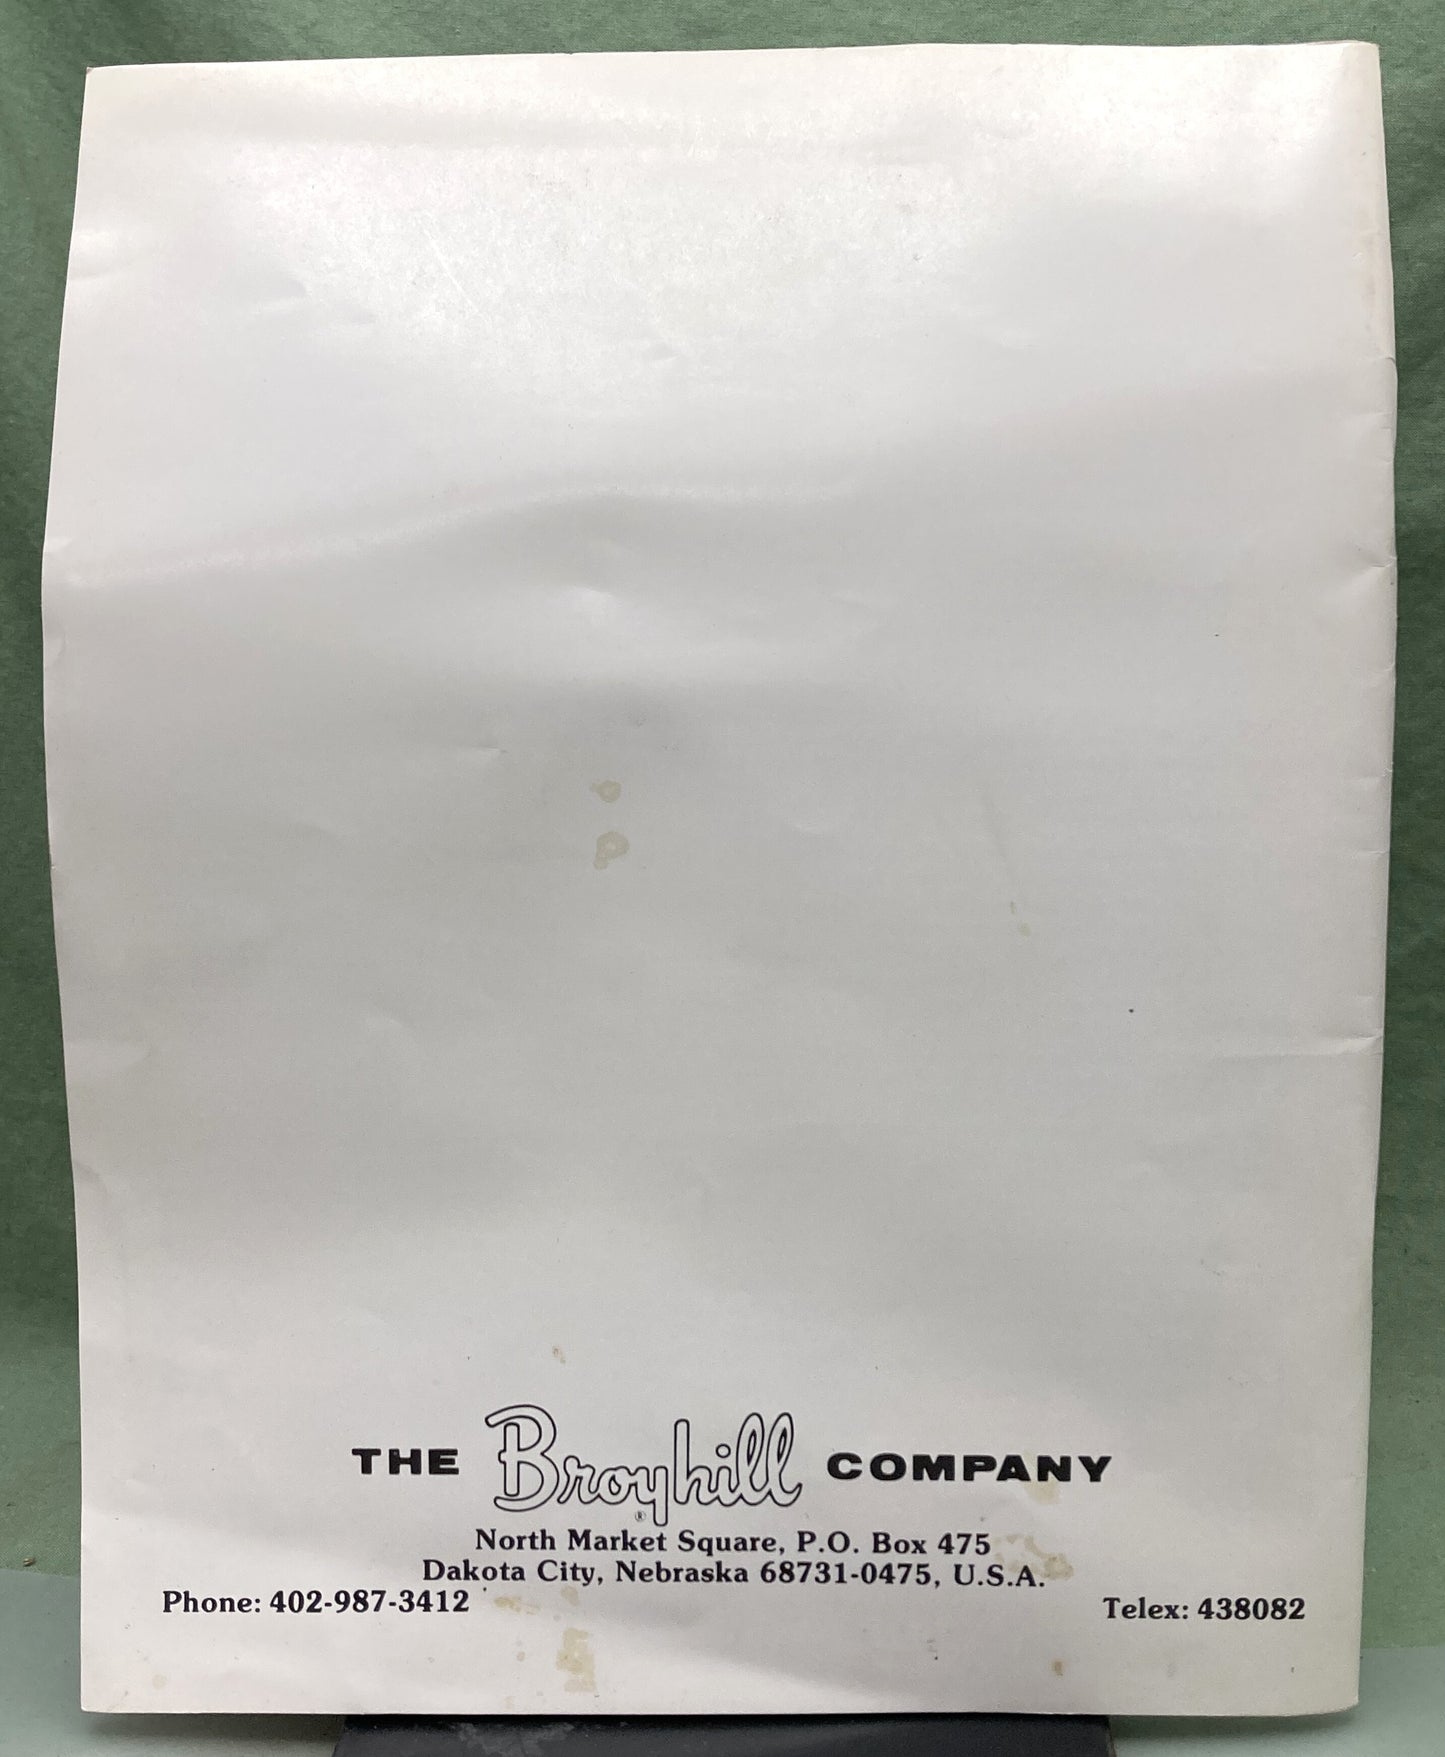 THE Broyhill® COMPANY
North Market Square, P.O. Box 475
Dakota City, Nebraska 68731-0475, U.S.A.
Phone: 402-987-3412 Telex: 438082